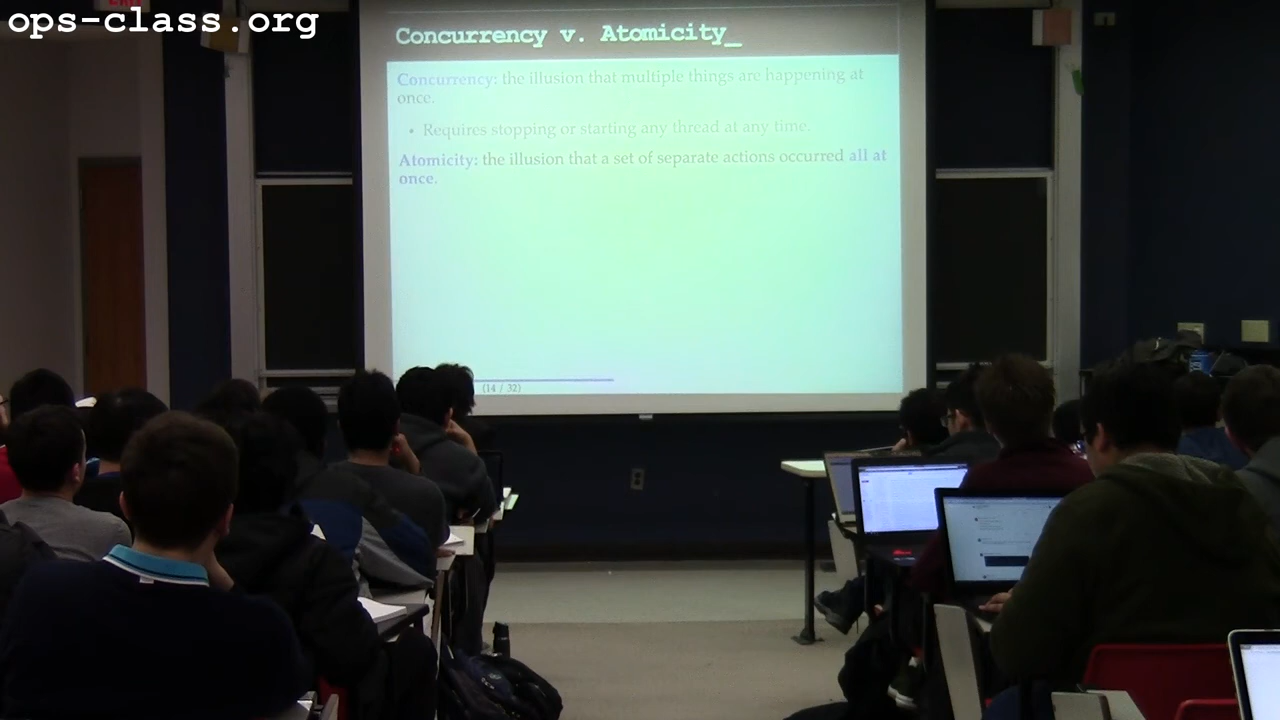 ops-class.org
Concurrency v. Atomicity_
Concurrency: the illusion that multiple things are happening at
once.
• Requires stopping or starting any thread at any time.
Atomicity: the illusion that a set of separate actions occurred all at
once.
(14 / 32)